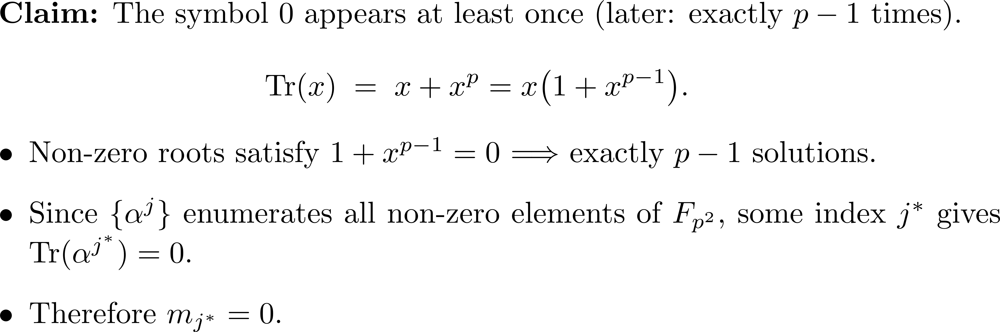 Claim: The symbol 0 appears at least once (later: exactly $p - 1$ times).
$\mathrm{Tr}(x) \;=\; x + x^{p} = x\bigl(1 + x^{p-1}\bigr).$
• Non-zero roots satisfy $1 + x^{p-1} = 0 \Longrightarrow$ exactly $p - 1$ solutions.
• Since $\{\alpha^{j}\}$ enumerates all non-zero elements of $F_{p^2}$, some index $j^*$ gives
$\mathrm{Tr}(\alpha^{j^*}) = 0.$
• Therefore $m_{j^*} = 0.$